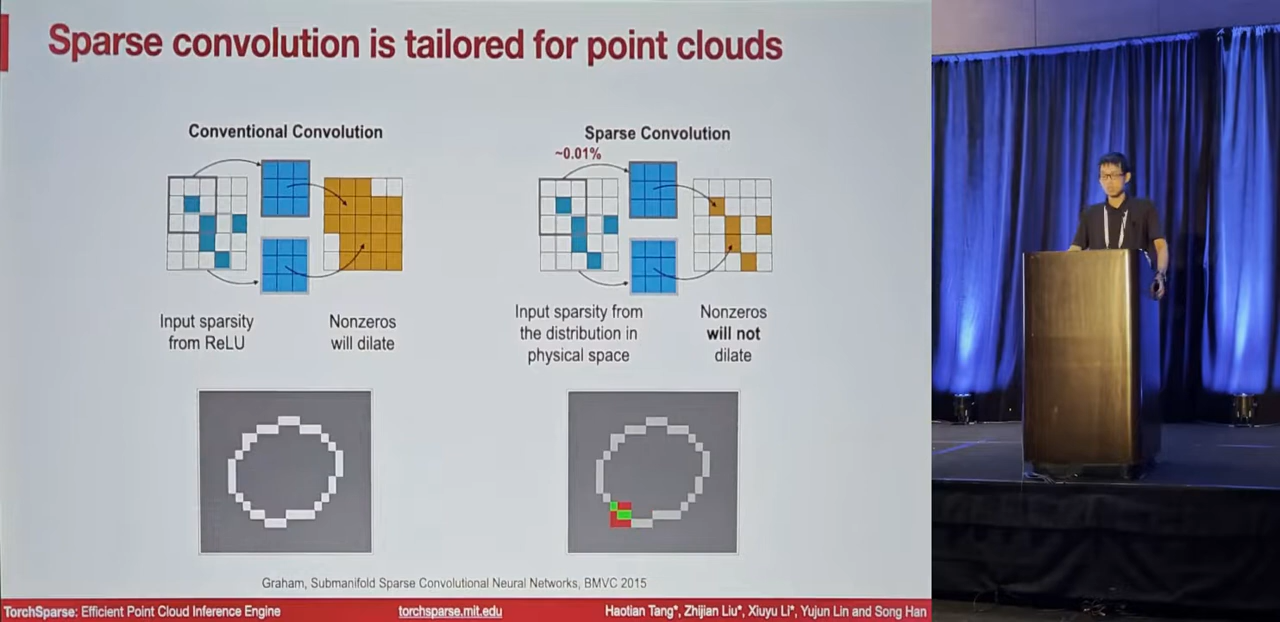 Sparse convolution is tailored for point clouds
Conventional Convolution
Sparse Convolution
~0.01%
Input sparsity
from ReLU
Nonzeros
will dilate
Input sparsity from
the distribution in
physical space
Nonzeros
will not
dilate
Graham, Submanifold Sparse Convolutional Neural Networks, BMVC 2015
TorchSparse: Efficient Point Cloud Inference Engine
torchsparse.mit.edu
Haotian Tang*, Zhijian Liu*, Xiuyu Li*, Yujun Lin and Song Han